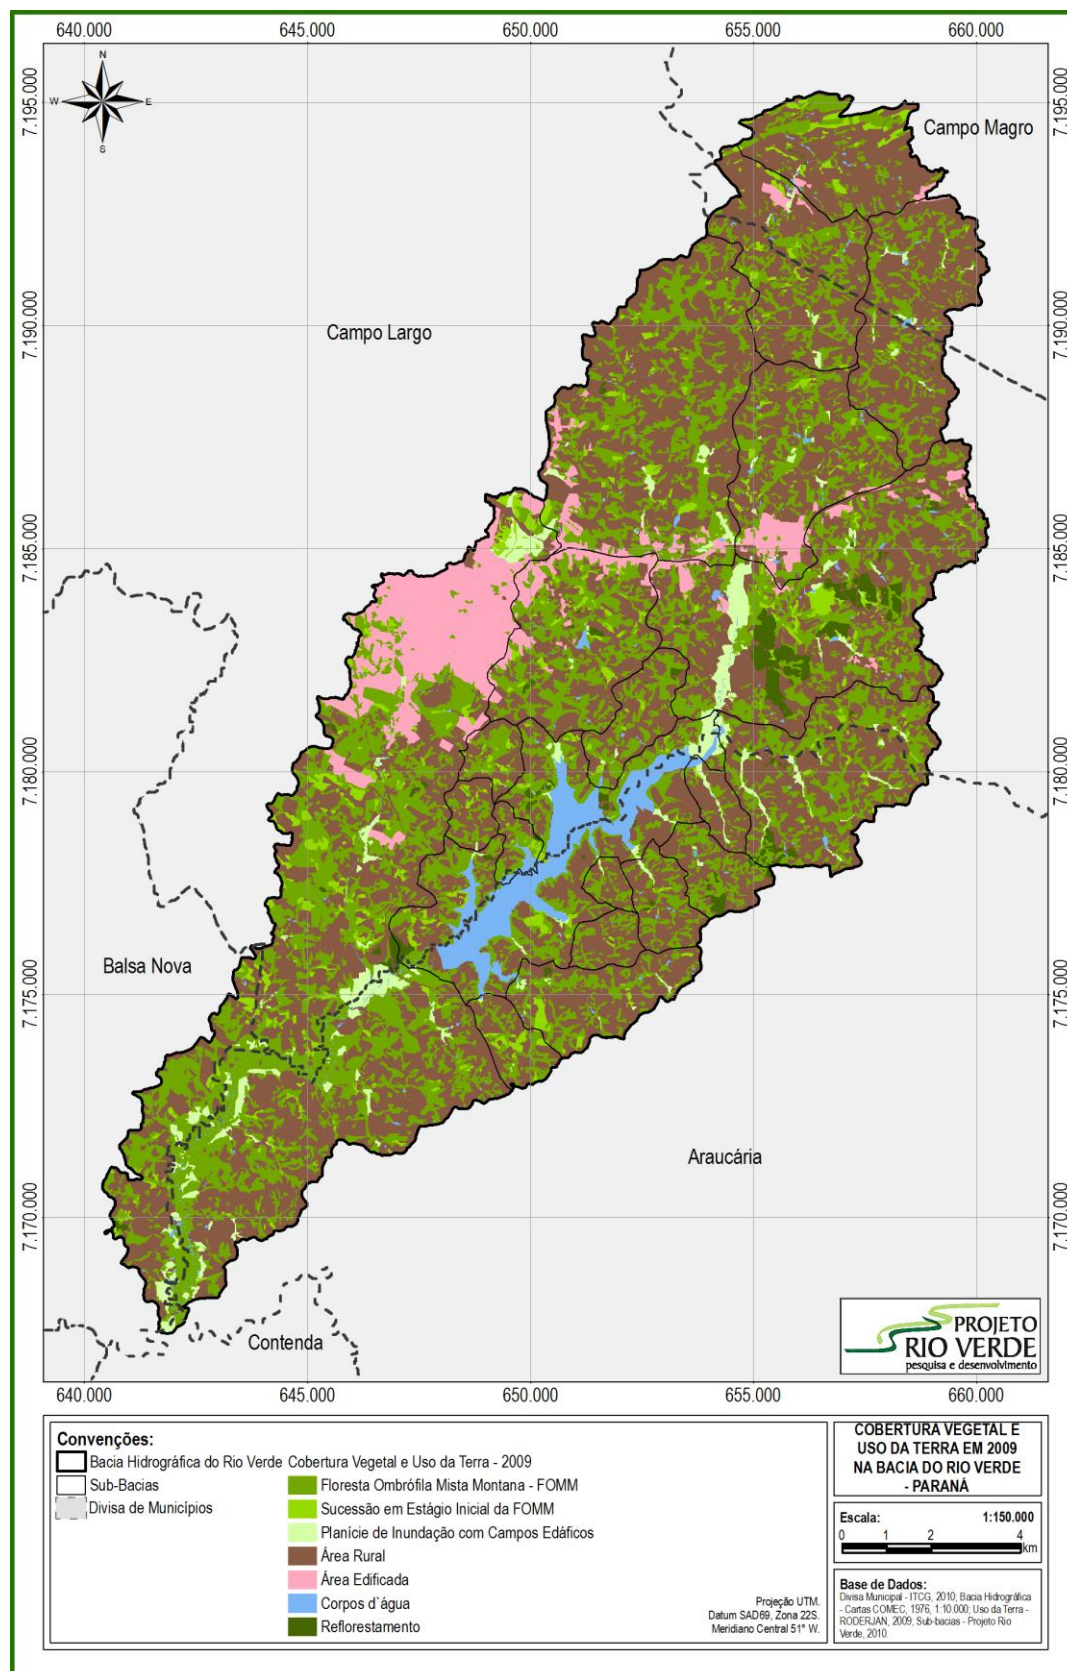 640.000 645.000 650.000 655.000 660.000
N
W E
S
7.195.000 7.195.000
Campo Magro
7.190.000 7.190.000
Campo Largo
7.185.000 7.185.000
7.180.000 7.180.000
Balsa Nova
7.175.000 7.175.000
Araucária
7.170.000 7.170.000
Contenda
PROJETO
RIO VERDE
pesquisa e desenvolvimento
640.000 645.000 650.000 655.000 660.000
Convenções:
Bacia Hidrográfica do Rio Verde
Sub-Bacias
Divisa de Municípios
Cobertura Vegetal e Uso da Terra - 2009
Floresta Ombrófila Mista Montana - FOMM
Sucessão em Estágio Inicial da FOMM
Planície de Inundação com Campos Edáficos
Área Rural
Área Edificada
Corpos d`água
Reflorestamento
Projeção UTM.
Datum SAD69, Zona 22S.
Meridiano Central 51° W.
COBERTURA VEGETAL E
USO DA TERRA EM 2009
NA BACIA DO RIO VERDE
- PARANÁ
Escala: 1:150.000
0 1 2 4
km
Base de Dados:
Divisa Municipal - ITCG, 2010; Bacia Hidrográfica
- Cartas COMEC, 1976, 1:10.000; Uso da Terra -
RODERJAN, 2009; Sub-bacias - Projeto Rio
Verde, 2010.